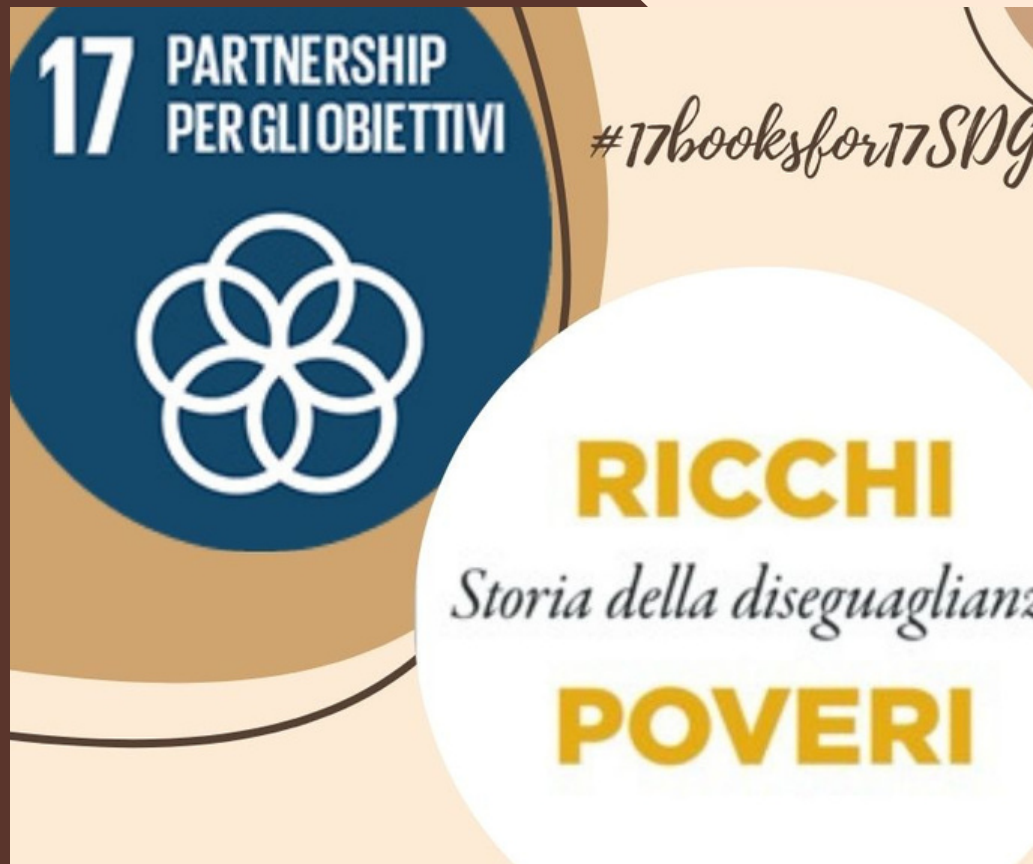 17 PARTNERSHIP
PER GLI OBIETTIVI
#17booksfor17SDG
RICCHI
Storia della diseguaglianz
POVERI